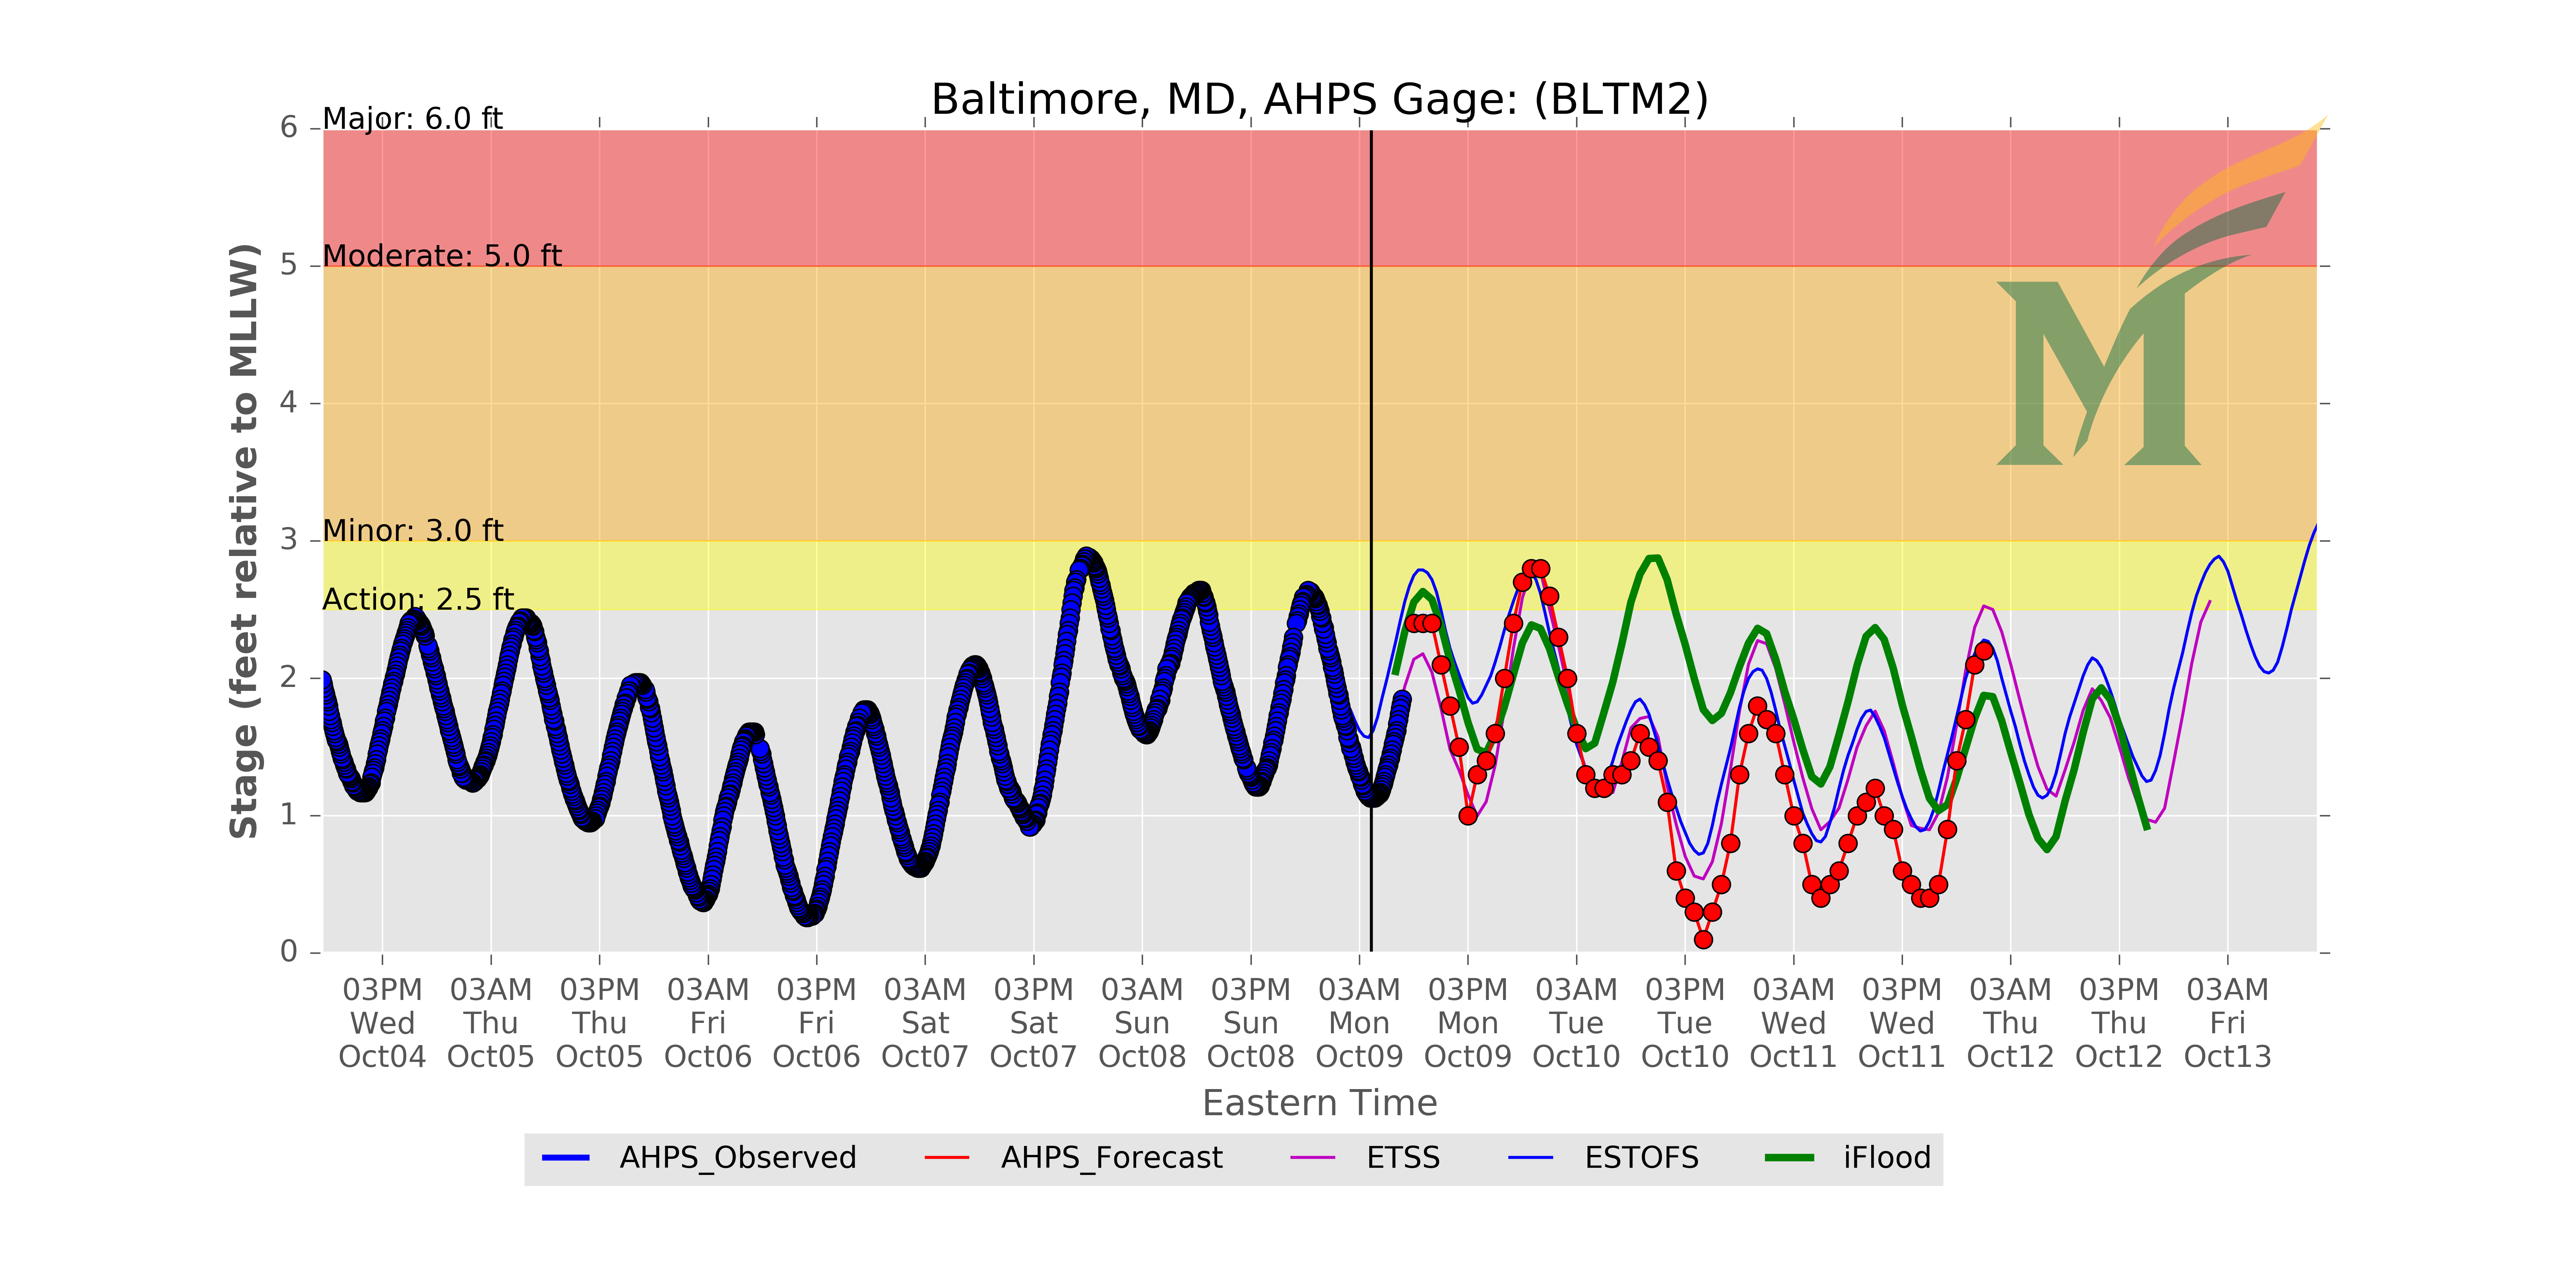 Baltimore, MD, AHPS Gage: (BLTM2)
Major: 6.0 ft
Moderate: 5.0 ft
Minor: 3.0 ft
Action: 2.5 ft
Stage (feet relative to MLLW)
6
5
4
3
2
1
0
03PM 03AM 03PM 03AM 03PM 03AM 03PM 03AM 03PM 03AM 03PM 03AM 03PM 03AM 03PM 03AM 03PM 03AM
Wed Thu Thu Fri Fri Sat Sat Sun Sun Mon Mon Tue Tue Wed Wed Thu Thu Fri
Oct04 Oct05 Oct05 Oct06 Oct06 Oct07 Oct07 Oct08 Oct08 Oct09 Oct09 Oct10 Oct10 Oct11 Oct11 Oct12 Oct12 Oct13
Eastern Time
AHPS_Observed AHPS_Forecast ETSS ESTOFS iFlood
M